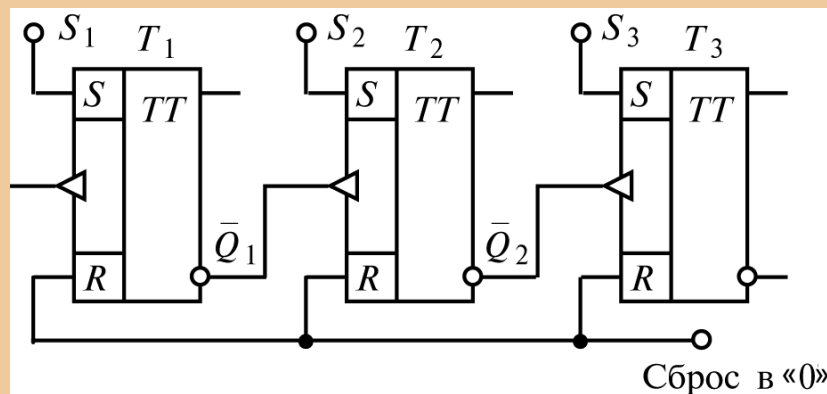 S₁ T₁ S₂ T₂ S₃ T₃
S TT S TT S TT
Q̄₁ Q̄₂
R R R
Сброс в «0»